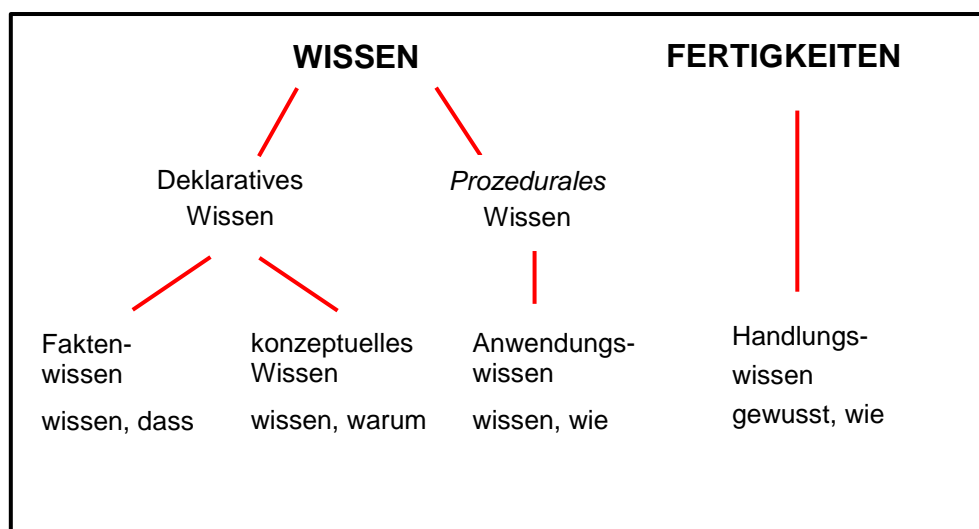 WISSEN
FERTIGKEITEN
Deklaratives
Wissen
Prozedurales
Wissen
Fakten-
wissen
wissen, dass
konzeptuelles
Wissen
wissen, warum
Anwendungs-
wissen
wissen, wie
Handlungs-
wissen
gewusst, wie